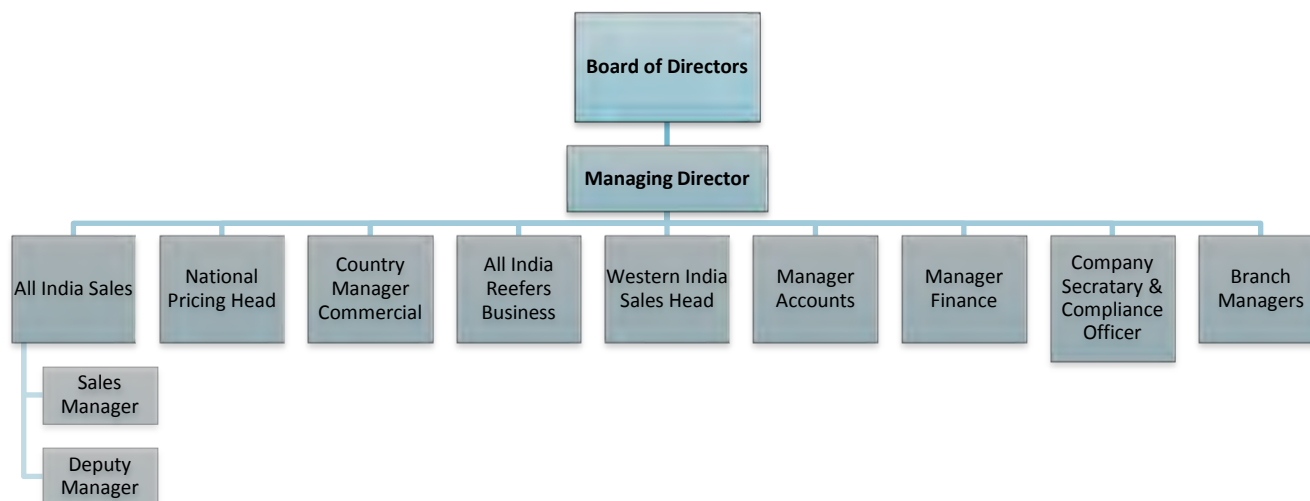 Board of Directors
Managing Director
All India Sales
National
Pricing Head
Country
Manager
Commercial
All India
Reefers
Business
Western India
Sales Head
Manager
Accounts
Manager
Finance
Company
Secratary &
Compliance
Officer
Branch
Managers
Sales
Manager
Deputy
Manager